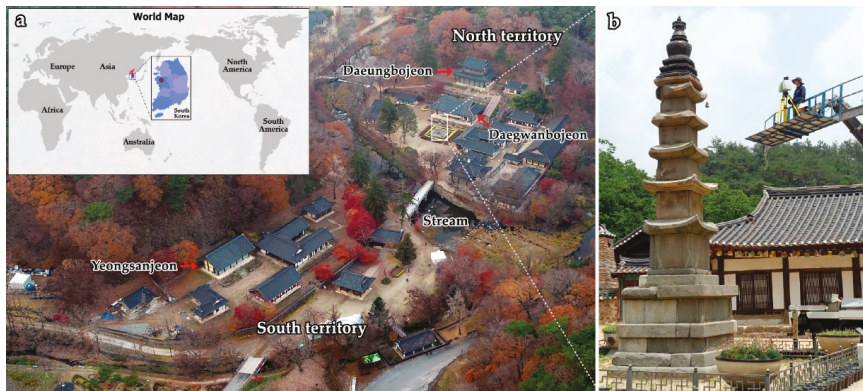 a
World Map
Europe
Asia
North
America
Africa
South
Korea
South
America
Australia
North territory
Daeungbojeon
Daegwanbojeon
Stream
Yeongsanjeon
South territory
b